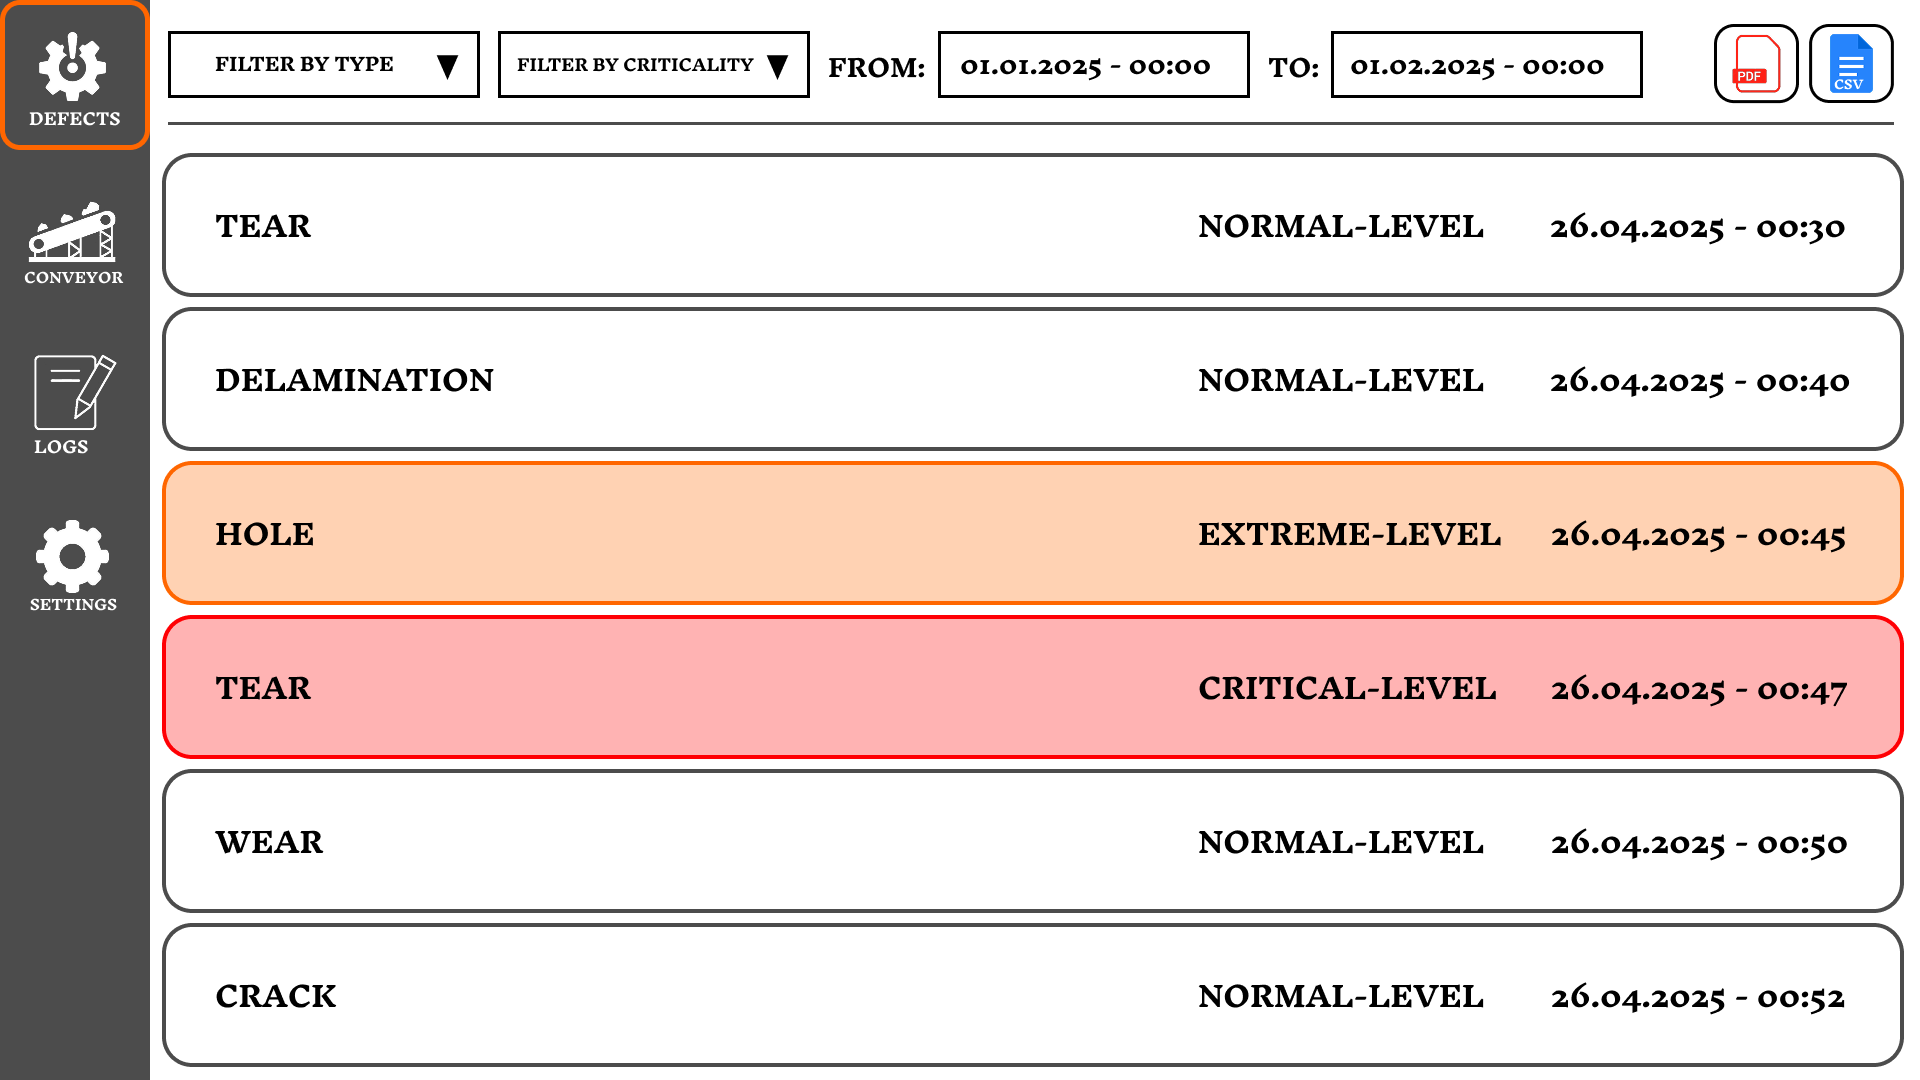 DEFECTS
CONVEYOR
LOGS
SETTINGS
FILTER BY TYPE ▼ FILTER BY CRITICALITY ▼ FROM: 01.01.2025 - 00:00 TO: 01.02.2025 - 00:00 PDF CSV
TEAR NORMAL-LEVEL 26.04.2025 - 00:30
DELAMINATION NORMAL-LEVEL 26.04.2025 - 00:40
HOLE EXTREME-LEVEL 26.04.2025 - 00:45
TEAR CRITICAL-LEVEL 26.04.2025 - 00:47
WEAR NORMAL-LEVEL 26.04.2025 - 00:50
CRACK NORMAL-LEVEL 26.04.2025 - 00:52